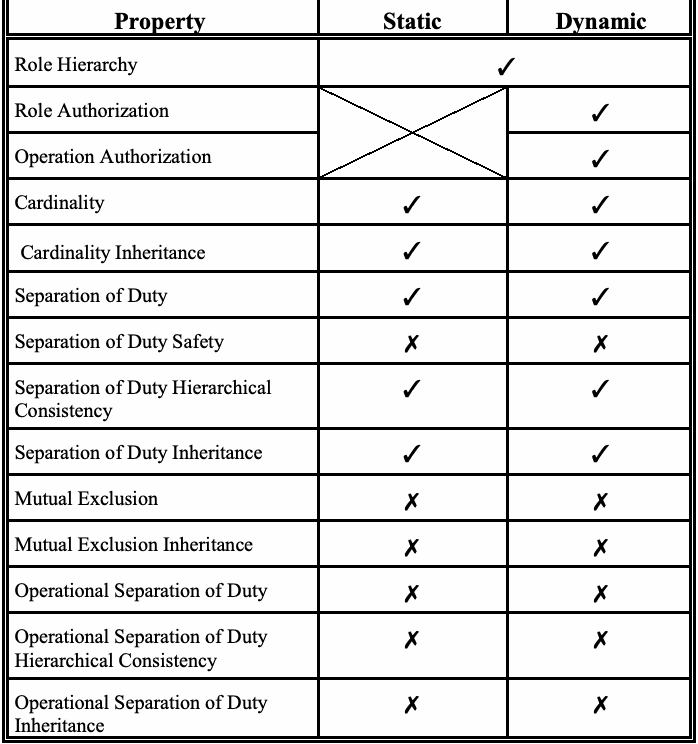 Property Static Dynamic
Role Hierarchy ✓
Role Authorization ✓
Operation Authorization ✓
Cardinality ✓ ✓
Cardinality Inheritance ✓ ✓
Separation of Duty ✓ ✓
Separation of Duty Safety ✗ ✗
Separation of Duty Hierarchical ✓ ✓
Consistency
Separation of Duty Inheritance ✓ ✓
Mutual Exclusion ✗ ✗
Mutual Exclusion Inheritance ✗ ✗
Operational Separation of Duty ✗ ✗
Operational Separation of Duty ✗ ✗
Hierarchical Consistency
Operational Separation of Duty ✗ ✗
Inheritance